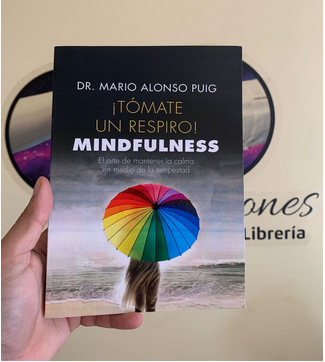 DR. MARIO ALONSO PUIG
¡TÓMATE
UN RESPIRO!
MINDFULNESS
El arte de mantener la calma
en medio de la tempestad
ones
Librería